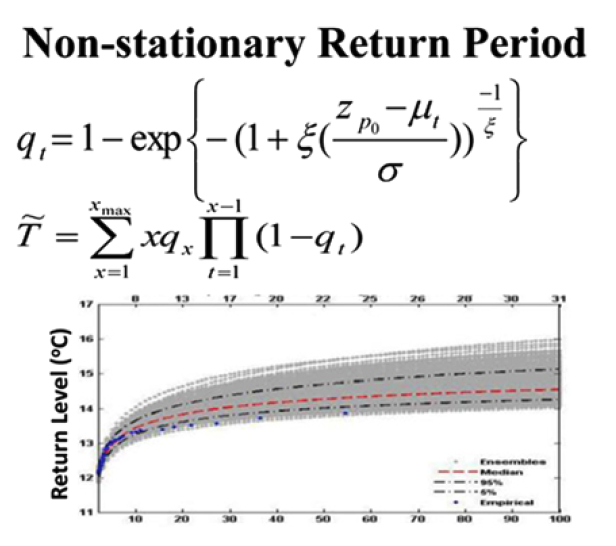 Non-stationary Return Period
q_t = 1 − exp{−(1 + ξ((z_{p_0} − μ_t)/σ))^{−1/ξ}}
T̃ = ∑_{x=1}^{x_max} x q_x ∏_{t=1}^{x−1} (1 − q_t)
17 8 13 17 20 22 25 26 28 30 31
16
15
14
13
12
11
Return Level (ºC)
Ensembles
Median
95%
5%
Empirical
10 20 30 40 50 60 70 80 90 100